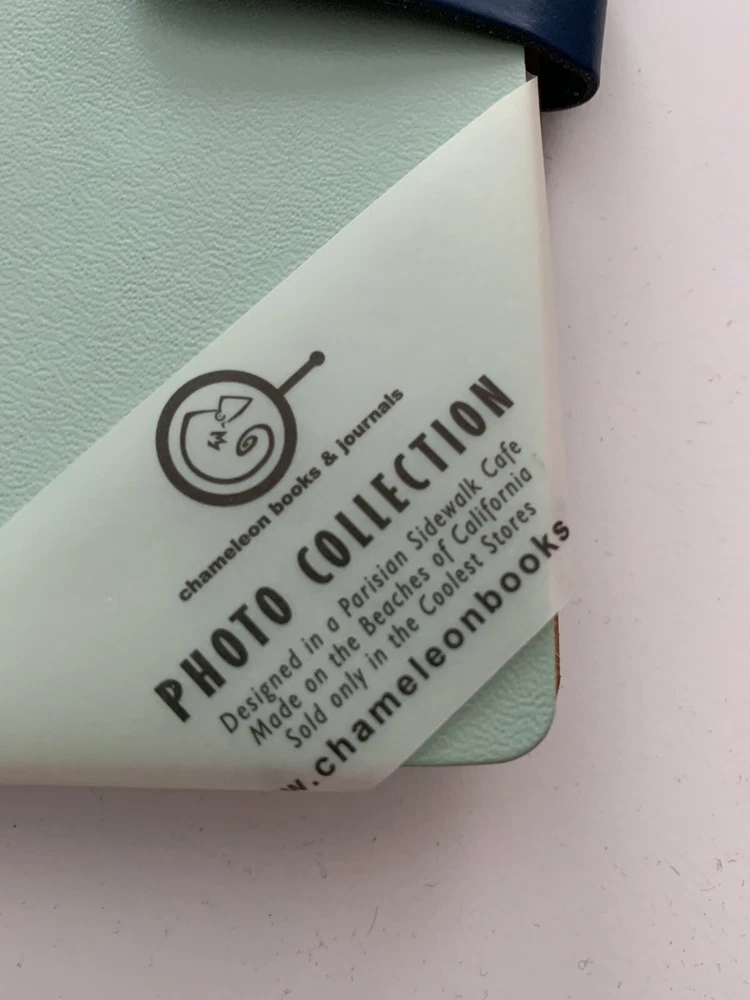 chameleon books & journals
PHOTO COLLECTION
Designed in a Parisian Sidewalk Cafe
Made on the Beaches of California
Sold only in the Coolest Stores
w.chameleonbooks